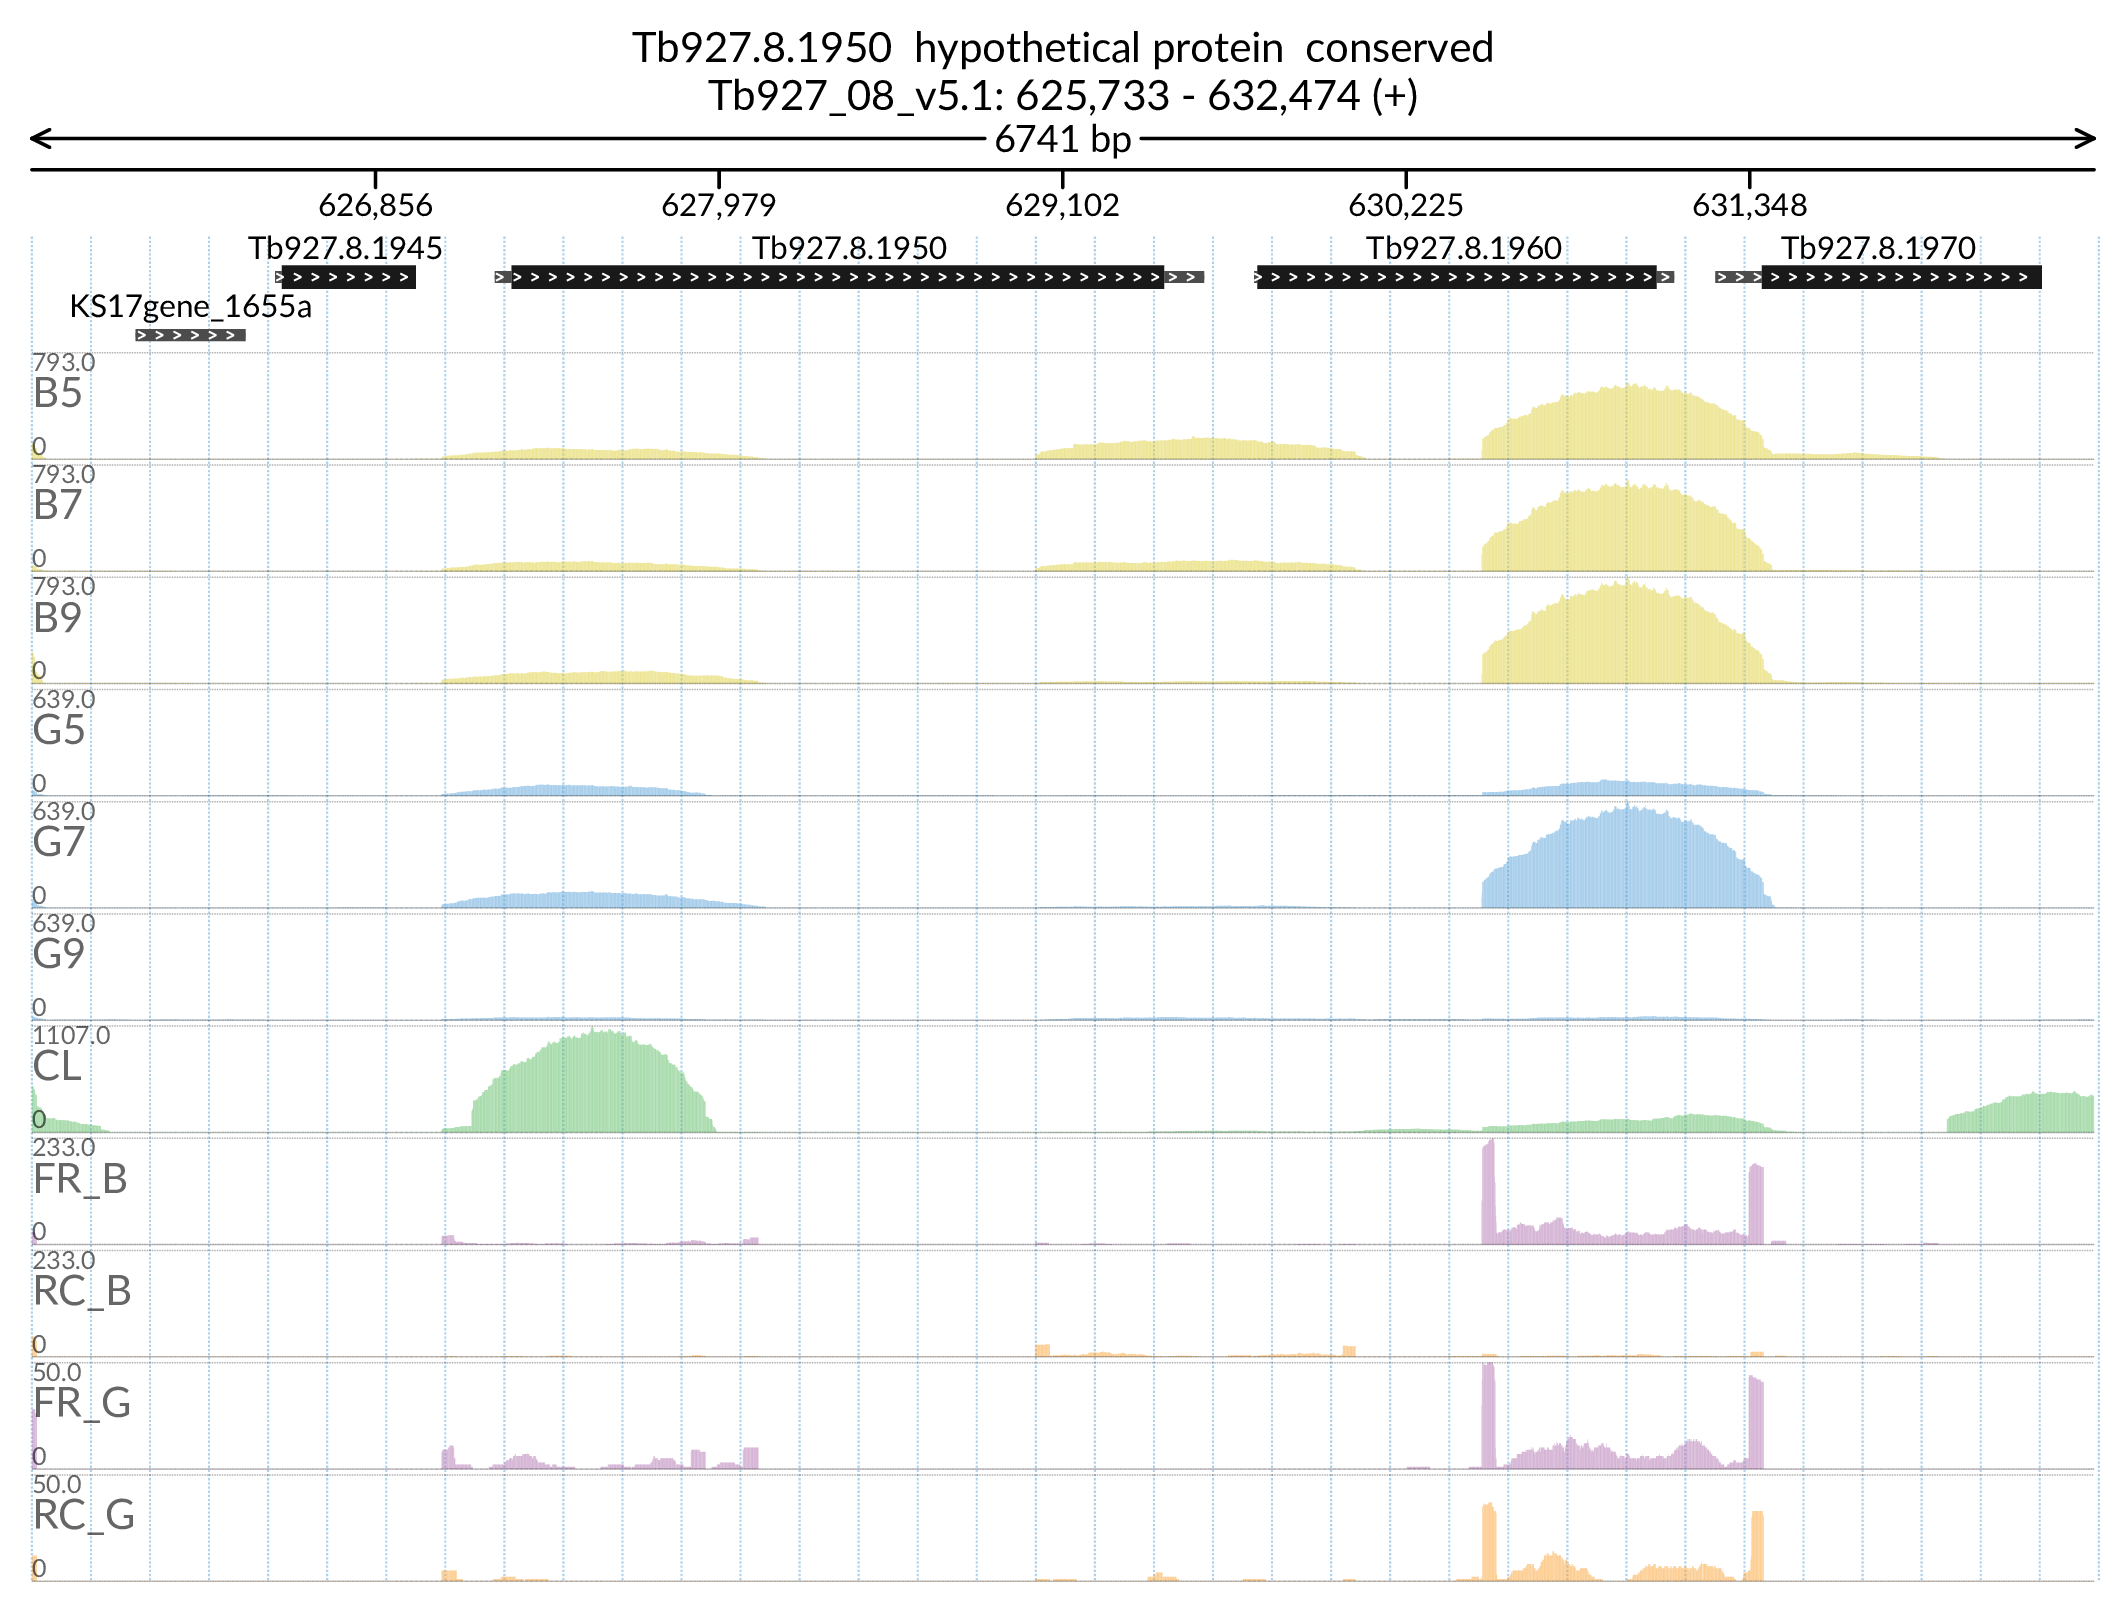 Tb927.8.1950  hypothetical protein  conserved
Tb927_08_v5.1: 625,733 - 632,474 (+)
6741 bp
626,856 627,979 629,102 630,225 631,348
Tb927.8.1945 Tb927.8.1950 Tb927.8.1960 Tb927.8.1970
KS17gene_1655a
793.0
B5
0
793.0
B7
0
793.0
B9
0
639.0
G5
0
639.0
G7
0
639.0
G9
0
1107.0
CL
0
233.0
FR_B
0
233.0
RC_B
0
50.0
FR_G
0
50.0
RC_G
0